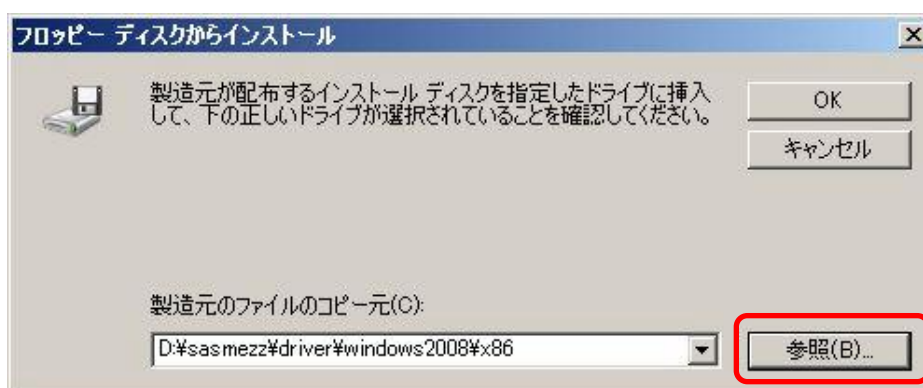 フロッピー ディスクからインストール
製造元が配布するインストール ディスクを指定したドライブに挿入
して、下の正しいドライブが選択されていることを確認してください。
OK
キャンセル
製造元のファイルのコピー元(C):
D:¥sasmezz¥driver¥windows2008¥x86
参照(B)...